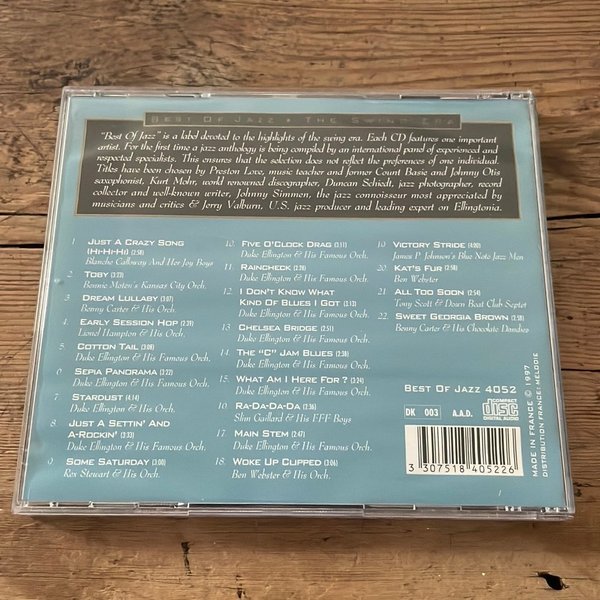 Best Of Jazz • The Swing Era
"Best Of Jazz" is a label devoted to the highlights of the swing era. Each CD features one important
artist. For the first time a jazz anthology is being compiled by an international panel of experienced and
respected specialists. This ensures that the selection does not reflect the preferences of one individual.
Titles have been chosen by Preston Love, music teacher and former Count Basie and Johnny Otis
saxophonist, Kurt Mohr, world renowned discographer, Duncan Schiedt, jazz photographer, record
collector and well-known writer, Johnny Simmen, the jazz connoisseur most appreciated by
musicians and critics & Jerry Valburn, U.S. jazz producer and leading expert on Ellingtonia.
1. Just A Crazy Song
(Hi-Hi-Hi) (2:58)
Blanche Calloway And Her Joy Boys
2. Toby (3:23)
Bennie Moten's Kansas City Orch.
3. Dream Lullaby (3:07)
Benny Carter & His Orch.
4. Early Session Hop (2:39)
Lionel Hampton & His Orch.
5. Cotton Tail (3:08)
Duke Ellington & His Famous Orch.
6. Sepia Panorama (3:22)
Duke Ellington & His Famous Orch.
7. Stardust (4:14)
Duke Ellington & His Orch.
8. Just A Settin' And
A-Rockin' (3:33)
Duke Ellington & His Famous Orch.
9. Some Saturday (3:00)
Rex Stewart & His Orch.
10. Five O'Clock Drag (3:11)
Duke Ellington & His Famous Orch.
11. Raincheck (2:28)
Duke Ellington & His Famous Orch.
12. I Don't Know What
Kind Of Blues I Got (3:13)
Duke Ellington & His Famous Orch.
13. Chelsea Bridge (2:51)
Duke Ellington & His Famous Orch.
14. The "C" Jam Blues (2:38)
Duke Ellington & His Famous Orch.
15. What Am I Here For ? (3:24)
Duke Ellington & His Famous Orch.
16. Ra-Da-Da-Da (2:36)
Slim Gaillard & His FFF Boys
17. Main Stem (2:47)
Duke Ellington & His Famous Orch.
18. Woke Up Clipped (3:06)
Ben Webster & His Orch.
19. Victory Stride (4:00)
James P. Johnson's Blue Note Jazz Men
20. Kat's Fur (2:58)
Ben Webster
21. All Too Soon (2:54)
Tony Scott & Down Beat Club Septet
22. Sweet Georgia Brown (2:58)
Benny Carter & His Chocolate Dandies
Best Of Jazz 4052
DK 003
A.A.D.
COMPACT
disc
DIGITAL AUDIO
3 307518 405226
MADE IN FRANCE © 1997
DISTRIBUTION FRANCE: MELODIE